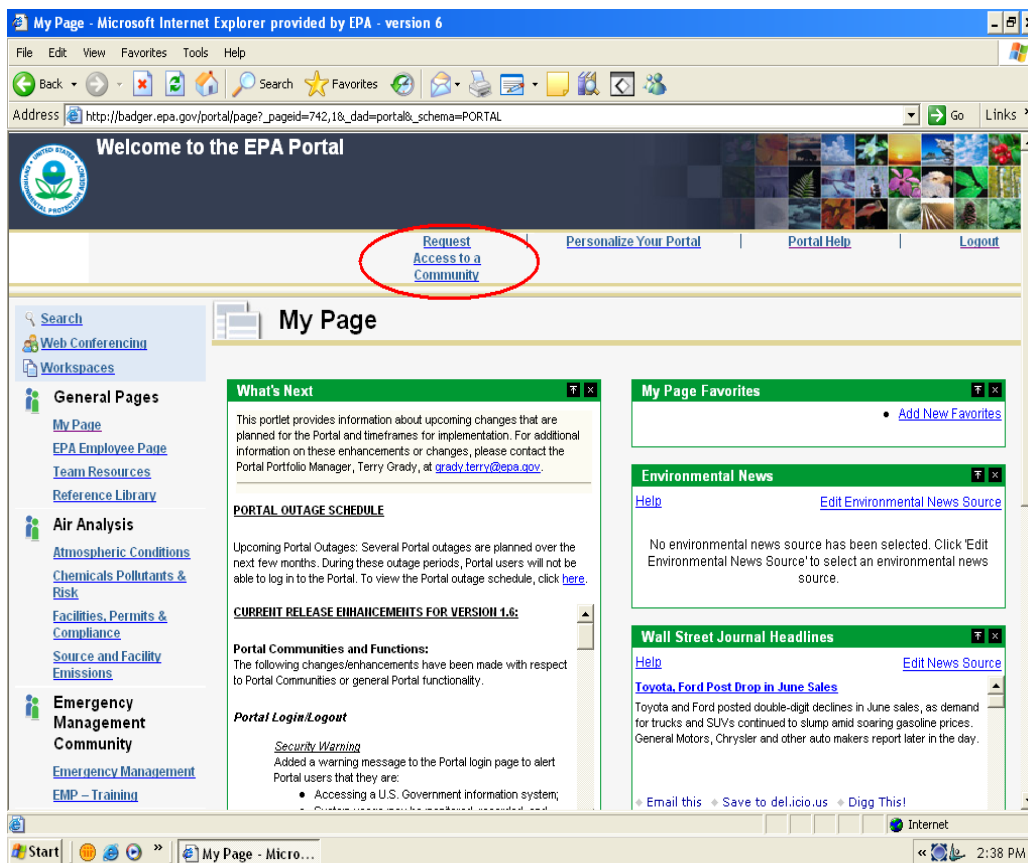 My Page - Microsoft Internet Explorer provided by EPA - version 6
File Edit View Favorites Tools Help
Back Search Favorites
Address http://badger.epa.gov/portal/page?_pageid=742,1&_dad=portal&_schema=PORTAL Go Links
Welcome to the EPA Portal
Request Access to a Community | Personalize Your Portal | Portal Help | Logout
My Page
Search
Web Conferencing
Workspaces
General Pages
My Page
EPA Employee Page
Team Resources
Reference Library
Air Analysis
Atmospheric Conditions
Chemicals Pollutants &
Risk
Facilities, Permits &
Compliance
Source and Facility
Emissions
Emergency
Management
Community
Emergency Management
EMP – Training
What's Next
This portlet provides information about upcoming changes that are
planned for the Portal and timeframes for implementation. For additional
information on these enhancements or changes, please contact the
Portal Portfolio Manager, Terry Grady, at grady.terry@epa.gov.
PORTAL OUTAGE SCHEDULE
Upcoming Portal Outages: Several Portal outages are planned over the
next few months. During these outage periods, Portal users will not be
able to log in to the Portal. To view the Portal outage schedule, click here.
CURRENT RELEASE ENHANCEMENTS FOR VERSION 1.6:
Portal Communities and Functions:
The following changes/enhancements have been made with respect
to Portal Communities or general Portal functionality.
Portal Login/Logout
Security Warning
Added a warning message to the Portal login page to alert
Portal users that they are:
• Accessing a U.S. Government information system;
My Page Favorites
• Add New Favorites
Environmental News
Help Edit Environmental News Source
No environmental news source has been selected. Click 'Edit
Environmental News Source' to select an environmental news
source.
Wall Street Journal Headlines
Help Edit News Source
Toyota, Ford Post Drop in June Sales
Toyota and Ford posted double-digit declines in June sales, as demand
for trucks and SUVs continued to slump amid soaring gasoline prices.
General Motors, Chrysler and other auto makers report later in the day.
Email this Save to del.icio.us Digg This!
Internet
Start My Page - Micro... 2:38 PM